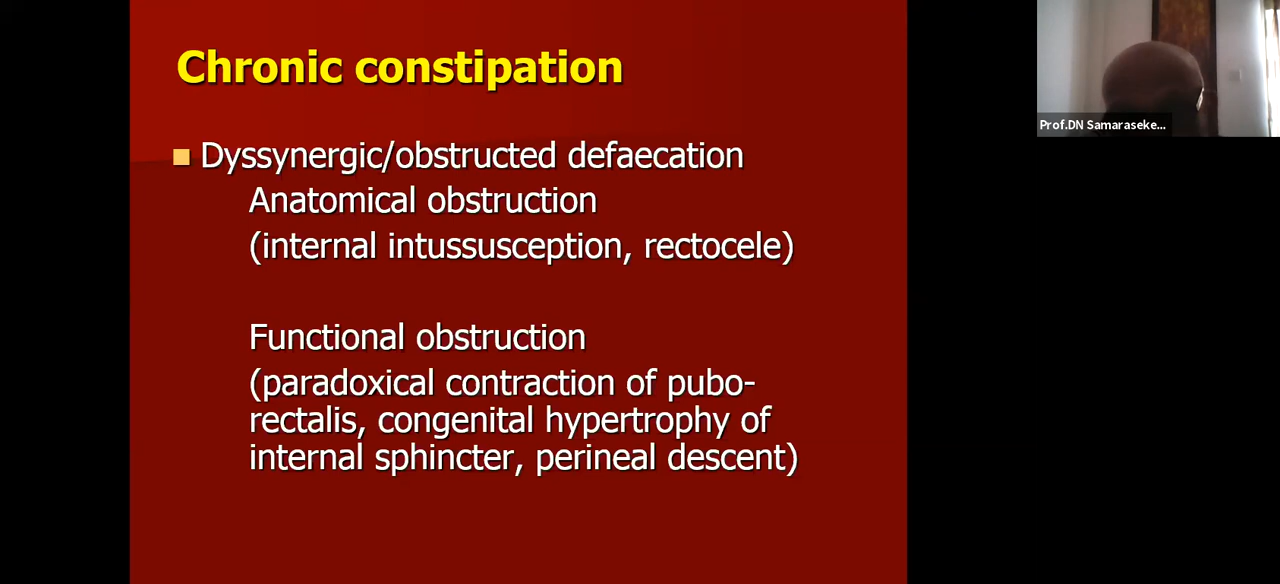 Chronic constipation
Prof.DN Samaraseke...
Dyssynergic/obstructed defaecation
Anatomical obstruction
(internal intussusception, rectocele)
Functional obstruction
(paradoxical contraction of pubo-
rectalis, congenital hypertrophy of
internal sphincter, perineal descent)